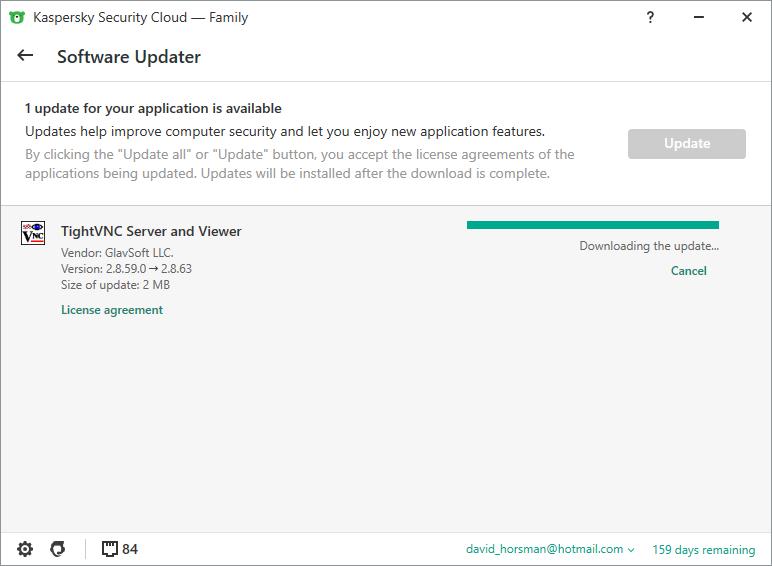 Kaspersky Security Cloud — Family
?
Software Updater
1 update for your application is available
Updates help improve computer security and let you enjoy new application features.
By clicking the "Update all" or "Update" button, you accept the license agreements of the
applications being updated. Updates will be installed after the download is complete.
Update
VNC
TightVNC Server and Viewer
Vendor: GlavSoft LLC.
Version: 2.8.59.0 → 2.8.63
Size of update: 2 MB
License agreement
Downloading the update...
Cancel
84
david_horsman@hotmail.com
159 days remaining